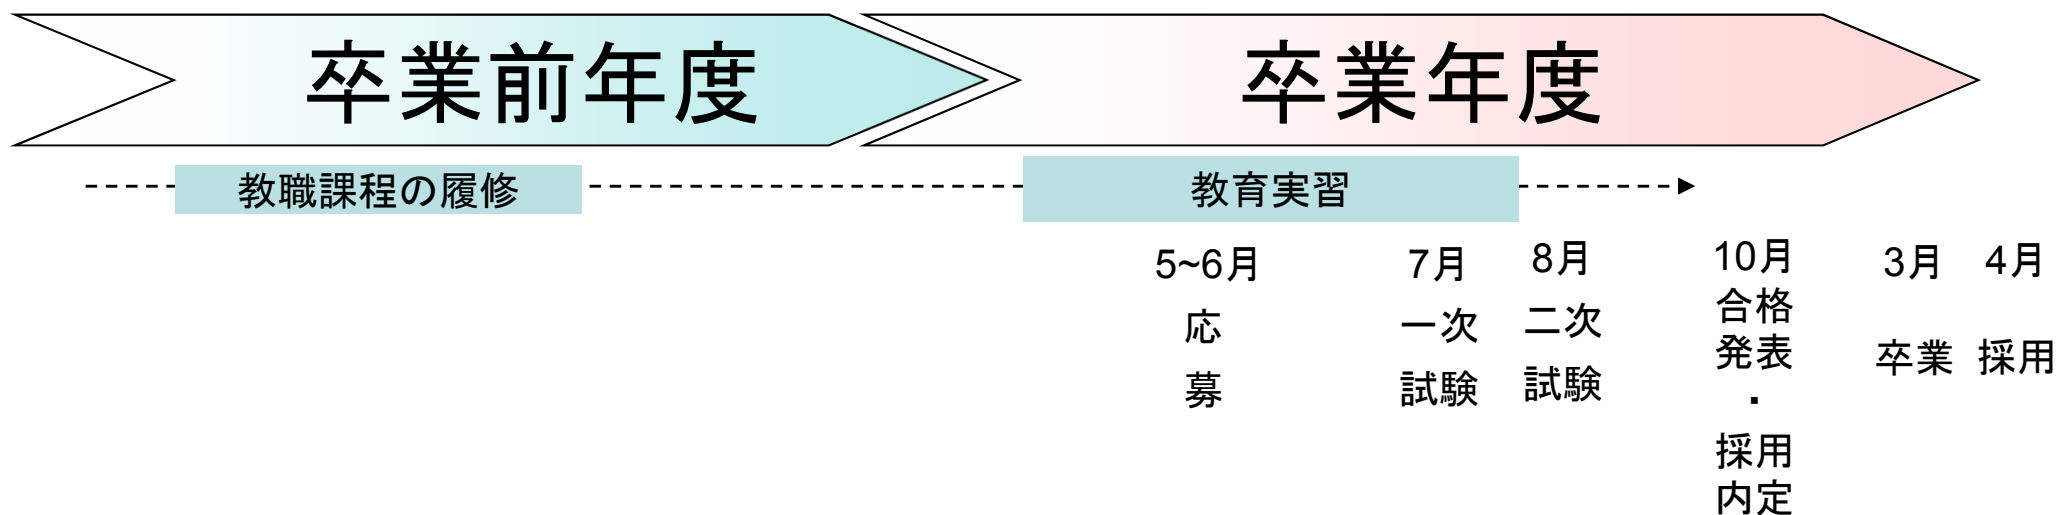 卒業前年度
卒業年度
教職課程の履修
教育実習
5~6月
応
募
7月
一次
試験
8月
二次
試験
10月
合格
発表
・
採用
内定
3月
卒業
4月
採用